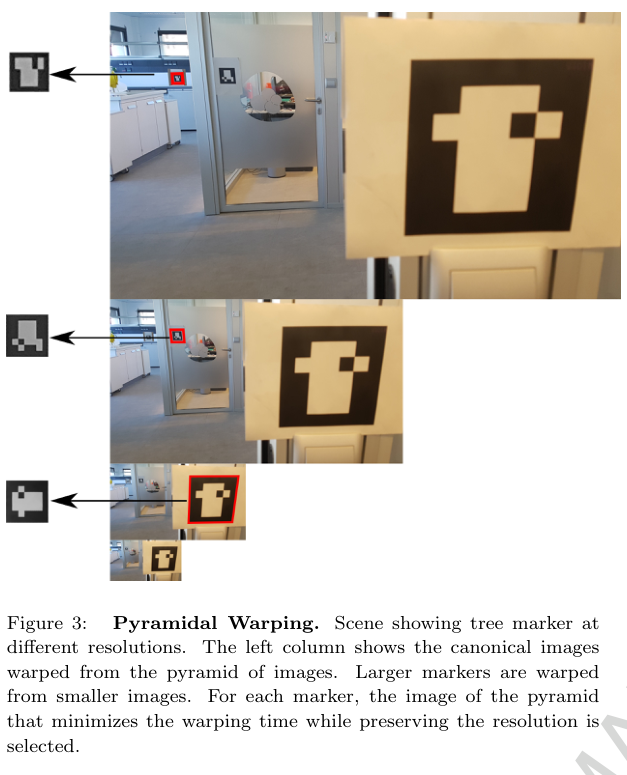 Figure 3: Pyramidal Warping. Scene showing tree marker at
different resolutions. The left column shows the canonical images
warped from the pyramid of images. Larger markers are warped
from smaller images. For each marker, the image of the pyramid
that minimizes the warping time while preserving the resolution is
selected.